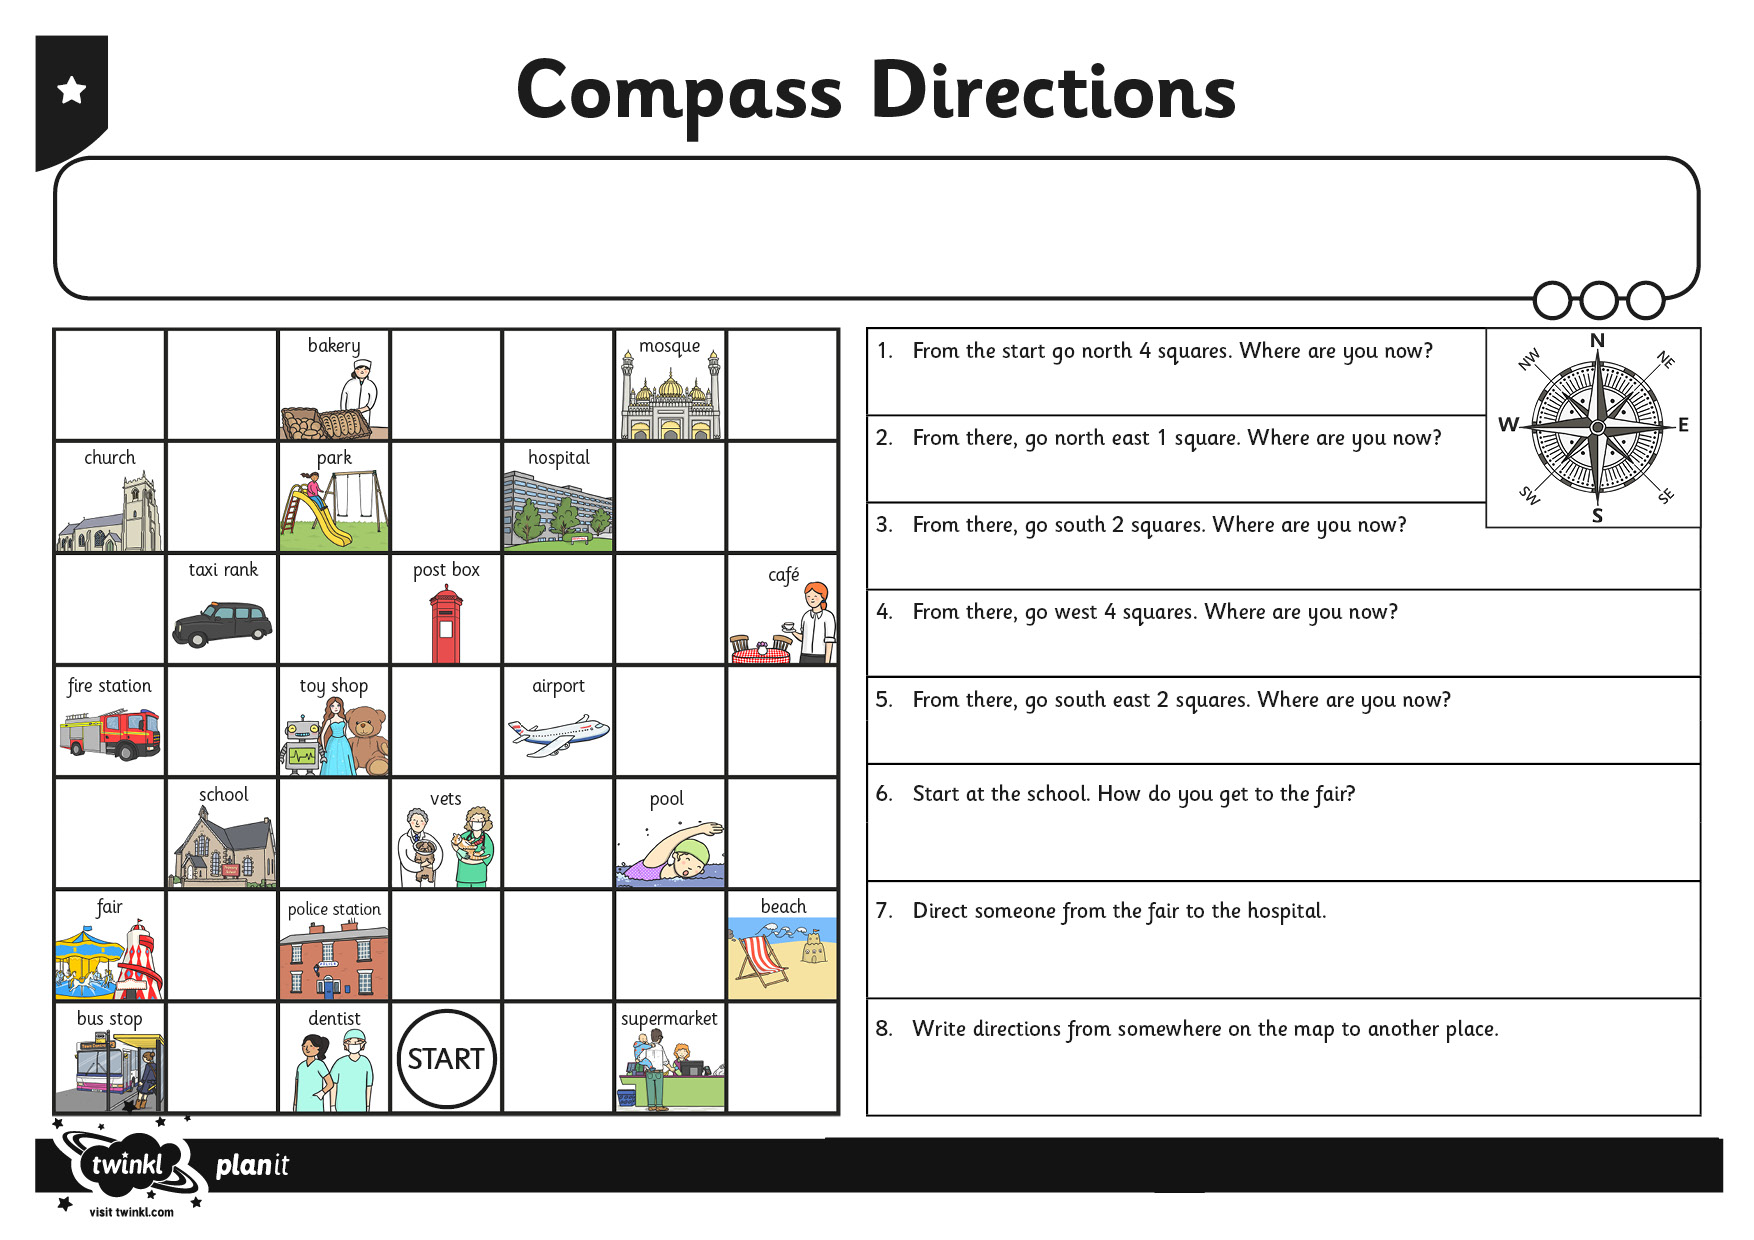 Compass Directions
bakery
mosque
church
park
hospital
taxi rank
post box
café
fire station
toy shop
airport
school
vets
pool
fair
police station
beach
bus stop
dentist
START
supermarket
1. From the start go north 4 squares. Where are you now?
2. From there, go north east 1 square. Where are you now?
3. From there, go south 2 squares. Where are you now?
4. From there, go west 4 squares. Where are you now?
5. From there, go south east 2 squares. Where are you now?
6. Start at the school. How do you get to the fair?
7. Direct someone from the fair to the hospital.
8. Write directions from somewhere on the map to another place.
N
NW
NE
W
E
SW
SE
S
twinkl
planit
visit twinkl.com